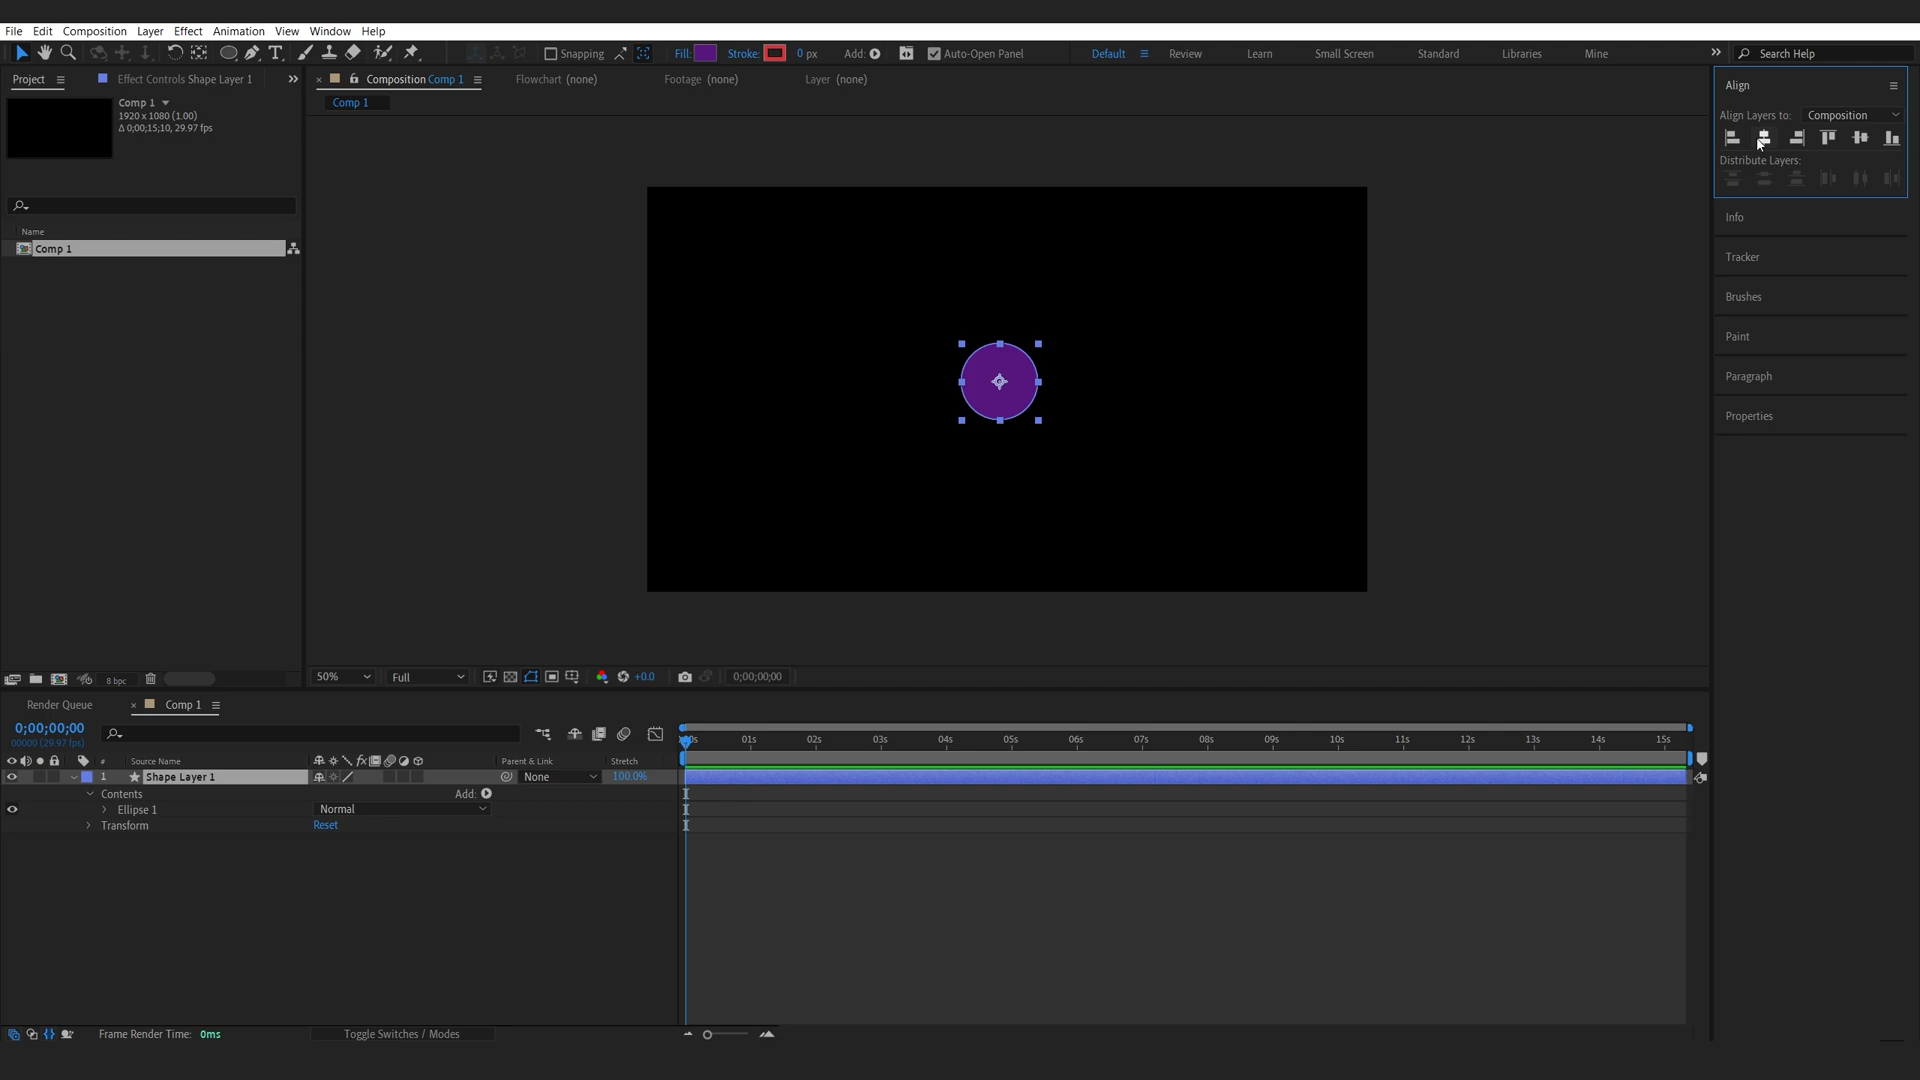 File Edit Composition Layer Effect Animation View Window Help
Snapping Fill: Stroke: 0 px Add: Auto-Open Panel Default Review Learn Small Screen Standard Libraries Mine Search Help
Project Effect Controls Shape Layer 1 Composition Comp 1 Flowchart (none) Footage (none) Layer (none)
Align
Comp 1
1920 x 1080 (1.00)
Δ 0;00;15;10, 29.97 fps
Comp 1
Align Layers to: Composition
Distribute Layers:
Info
Tracker
Brushes
Paint
Paragraph
Properties
Name
Comp 1
8 bpc
50% Full +0.0 0;00;00;00
Render Queue Comp 1
0;00;00;00
00000 (29.97 fps)
01s 02s 03s 04s 05s 06s 07s 08s 09s 10s 11s 12s 13s 14s 15s
# Source Name fx Parent & Link Stretch
1 Shape Layer 1 None 100.0%
Contents Add:
Ellipse 1 Normal
Transform Reset
Frame Render Time: 0ms Toggle Switches / Modes